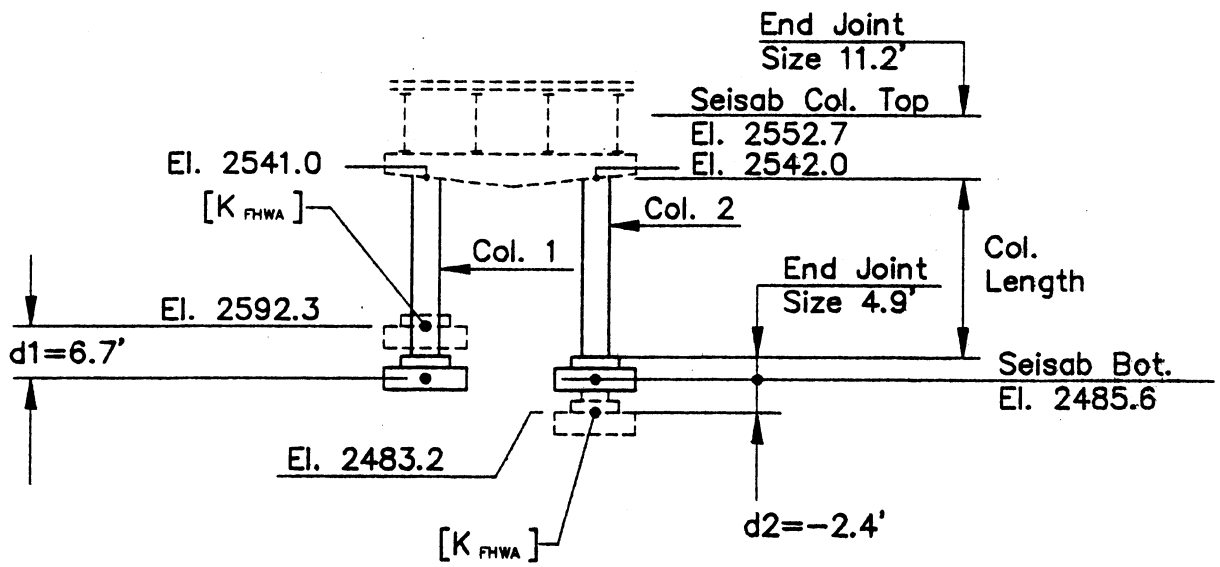 End Joint
Size 11.2'
Seisab Col. Top
El. 2552.7
El. 2541.0
El. 2542.0
[K FHWA]
Col. 2
Col. 1
Col.
Length
End Joint
Size 4.9'
El. 2592.3
d1=6.7'
Seisab Bot.
El. 2485.6
El. 2483.2
d2=-2.4'
[K FHWA]